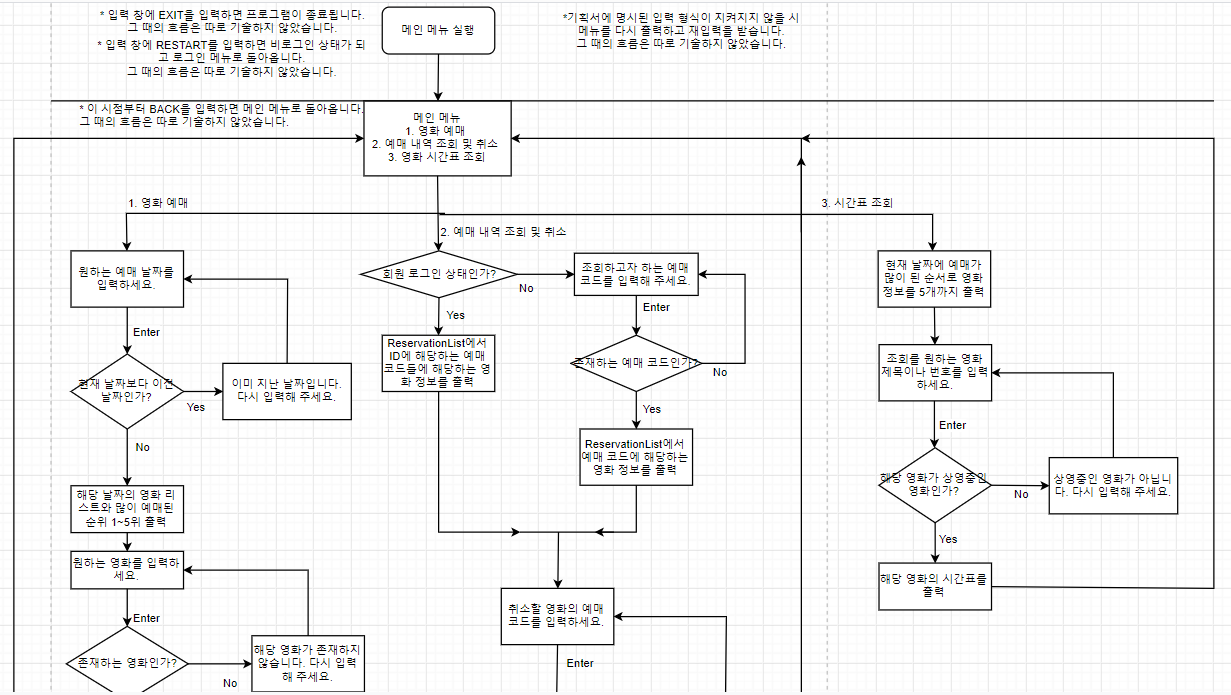 * 입력 창에 EXIT을 입력하면 프로그램이 종료됩니다.
그 때의 흐름은 따로 기술하지 않았습니다.
* 입력 창에 RESTART를 입력하면 비로그인 상태가 되
고 로그인 메뉴로 돌아옵니다.
그 때의 흐름은 따로 기술하지 않았습니다.
메인 메뉴 실행
*기획서에 명시된 입력 형식이 지켜지지 않을 시
메뉴를 다시 출력하고 재입력을 받습니다.
그 때의 흐름은 따로 기술하지 않았습니다.
* 이 시점부터 BACK을 입력하면 메인 메뉴로 돌아옵니다.
그 때의 흐름은 따로 기술하지 않았습니다.
메인 메뉴
1. 영화 예매
2. 예매 내역 조회 및 취소
3. 영화 시간표 조회
1. 영화 예매
2. 예매 내역 조회 및 취소
3. 시간표 조회
원하는 예매 날짜를
입력하세요.
Enter
현재 날짜보다 이전
날짜인가?
Yes
이미 지난 날짜입니다.
다시 입력해 주세요.
No
해당 날짜의 영화 리
스트와 많이 예매된
순위 1~5위 출력
원하는 영화를 입력하
세요.
Enter
존재하는 영화인가?
No
해당 영화가 존재하지
않습니다. 다시 입력
해 주세요.
회원 로그인 상태인가?
No
Yes
ReservationList에서
ID에 해당하는 예매
코드들에 해당하는 영
화 정보를 출력
조회하고자 하는 예매
코드를 입력해 주세요.
Enter
존재하는 예매 코드인가?
No
Yes
ReservationList에서
예매 코드에 해당하는
영화 정보를 출력
취소할 영화의 예매
코드를 입력하세요.
Enter
현재 날짜에 예매가
많이 된 순서로 영화
정보를 5개까지 출력
조회를 원하는 영화
제목이나 번호를 입력
하세요.
Enter
해당 영화가 상영중인
영화인가?
No
상영중인 영화가 아닙니
다. 다시 입력해 주세요.
Yes
해당 영화의 시간표를
출력